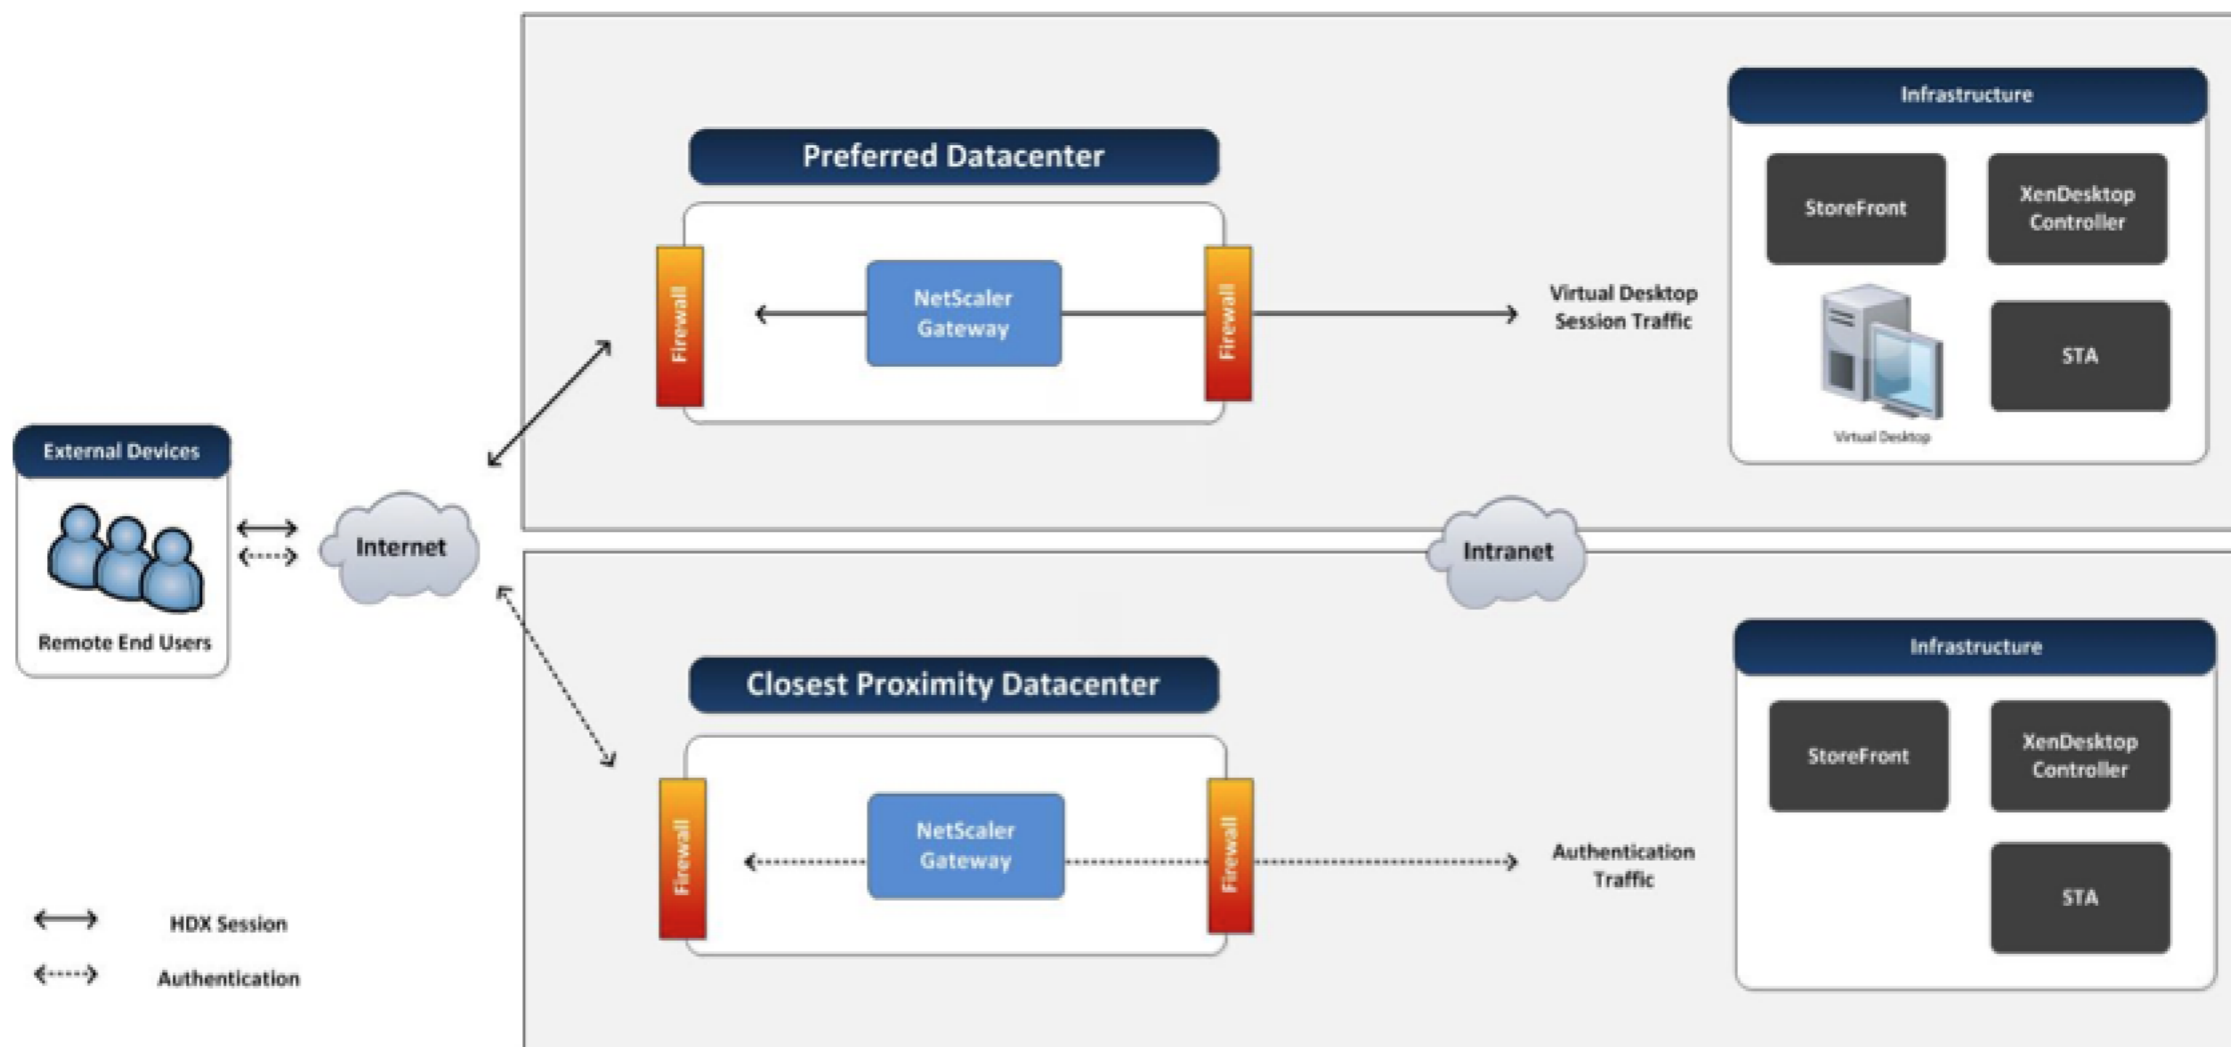 Infrastructure
Preferred Datacenter
StoreFront
XenDesktop
Controller
Firewall
NetScaler
Gateway
Firewall
Virtual Desktop
Session Traffic
STA
Virtual Desktop
External Devices
Internet
Remote End Users
Intranet
Infrastructure
Closest Proximity Datacenter
StoreFront
XenDesktop
Controller
Firewall
NetScaler
Gateway
Firewall
Authentication
Traffic
STA
HDX Session
Authentication